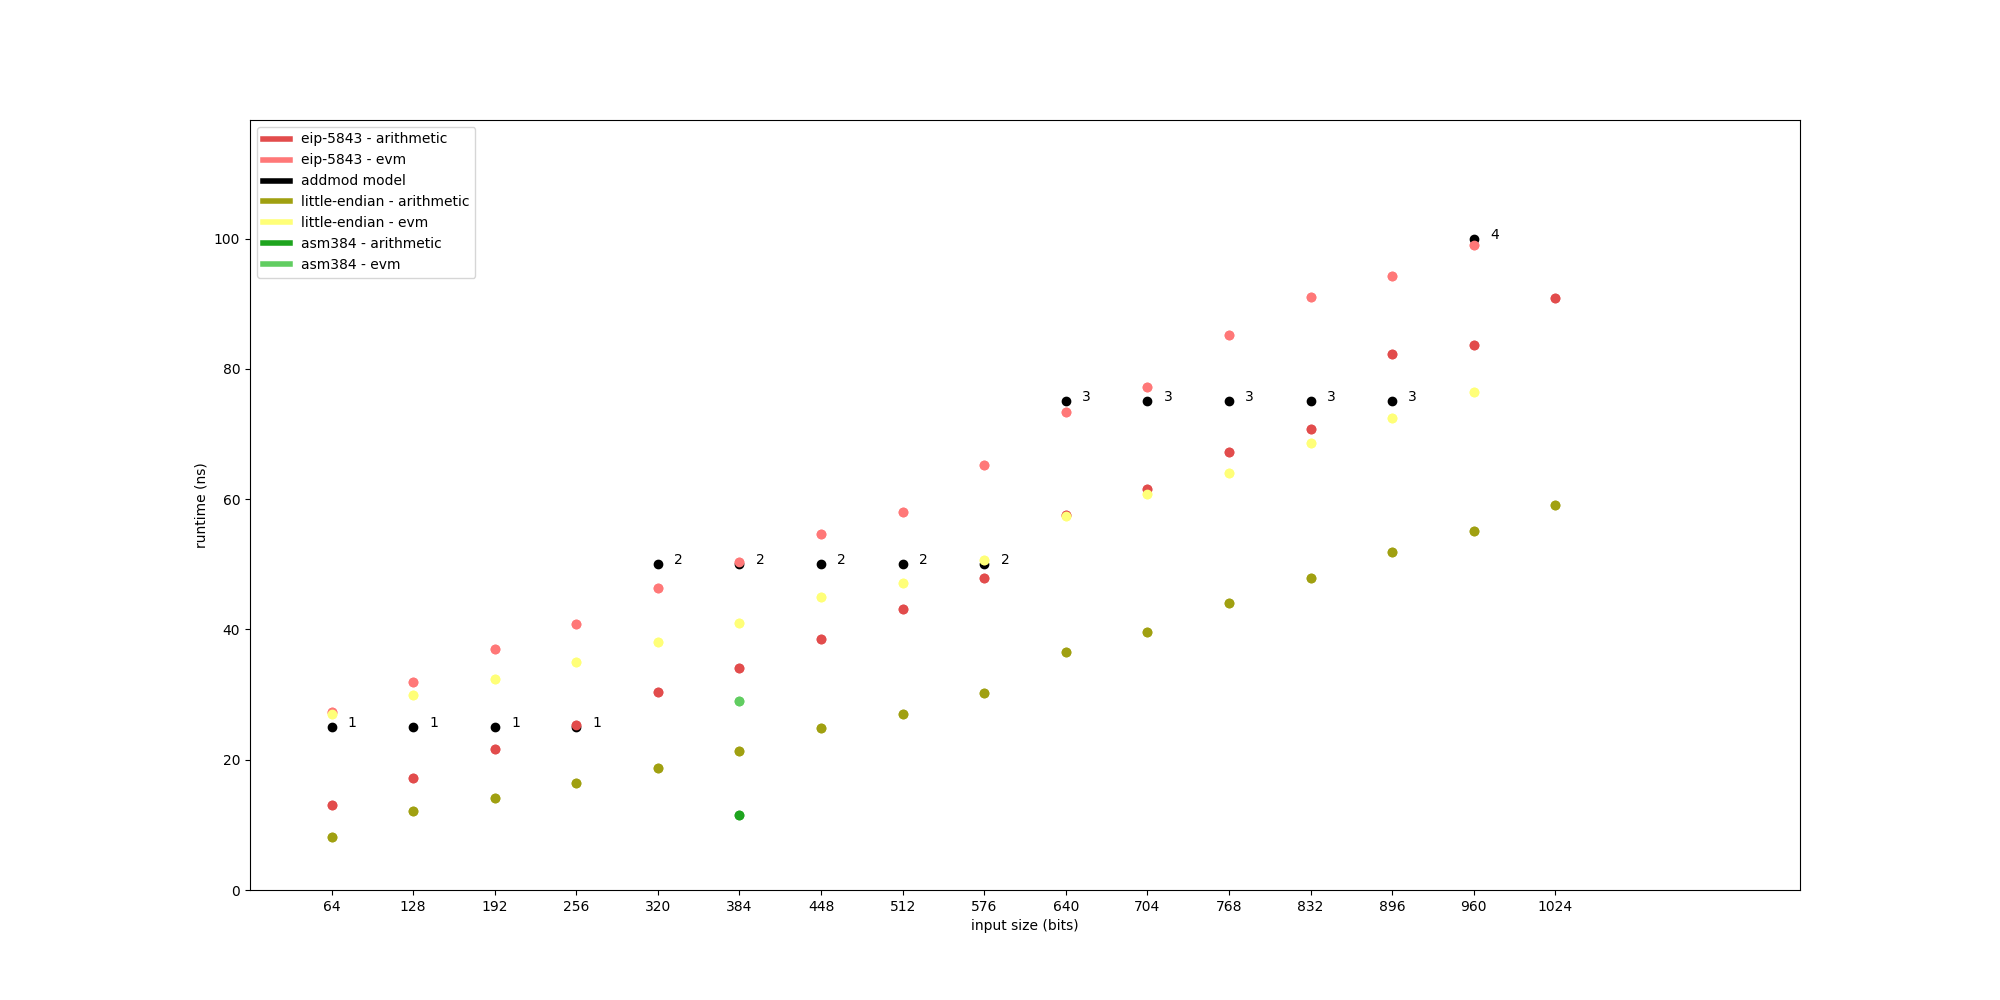 eip-5843 - arithmetic
eip-5843 - evm
addmod model
little-endian - arithmetic
little-endian - evm
asm384 - arithmetic
asm384 - evm
4
100
80
3 3 3 3 3
60
2 2 2 2 2
40
1 1 1 1
20
0
runtime (ns)
64 128 192 256 320 384 448 512 576 640 704 768 832 896 960 1024
input size (bits)